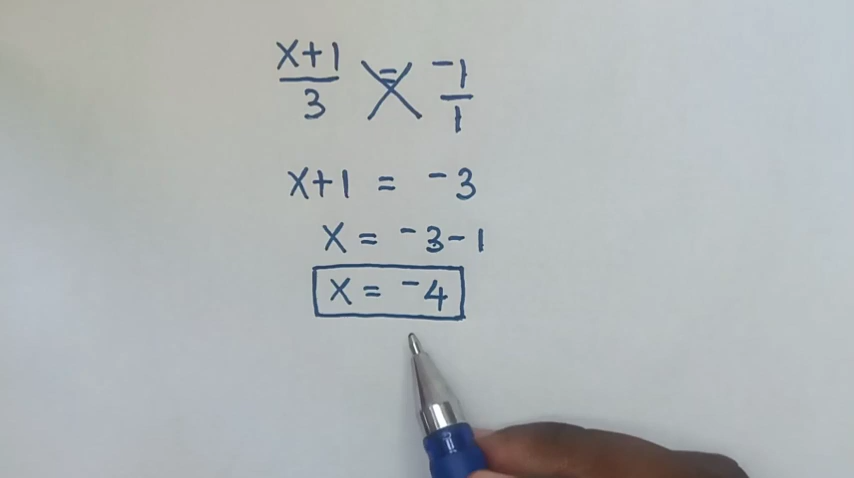 x+1/3 = -1/1
x+1 = -3
x = -3-1
x = -4